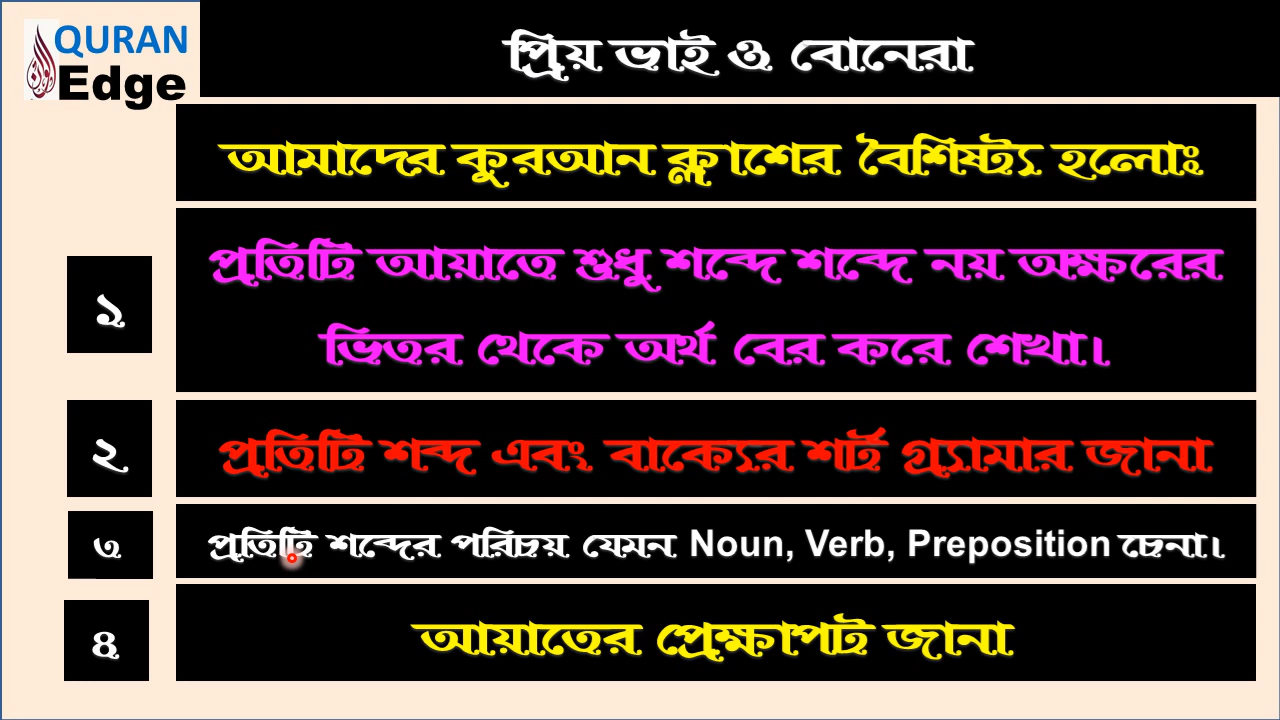 QURAN
Edge
প্রিয় ভাই ও বোনেরা
আমাদের কুরআন ক্লাশের বৈশিষ্ট্য হলোঃ
১
প্রতিটি আয়াতে শুধু শব্দে শব্দে নয় অক্ষরের
ভিতর থেকে অর্থ বের করে শেখা।
২
প্রতিটি শব্দ এবং বাক্যের শর্ট গ্র্যামার জানা
৩
প্রতিটি শব্দের পরিচয় যেমন Noun, Verb, Preposition চেনা।
৪
আয়াতের প্রেক্ষাপট জানা